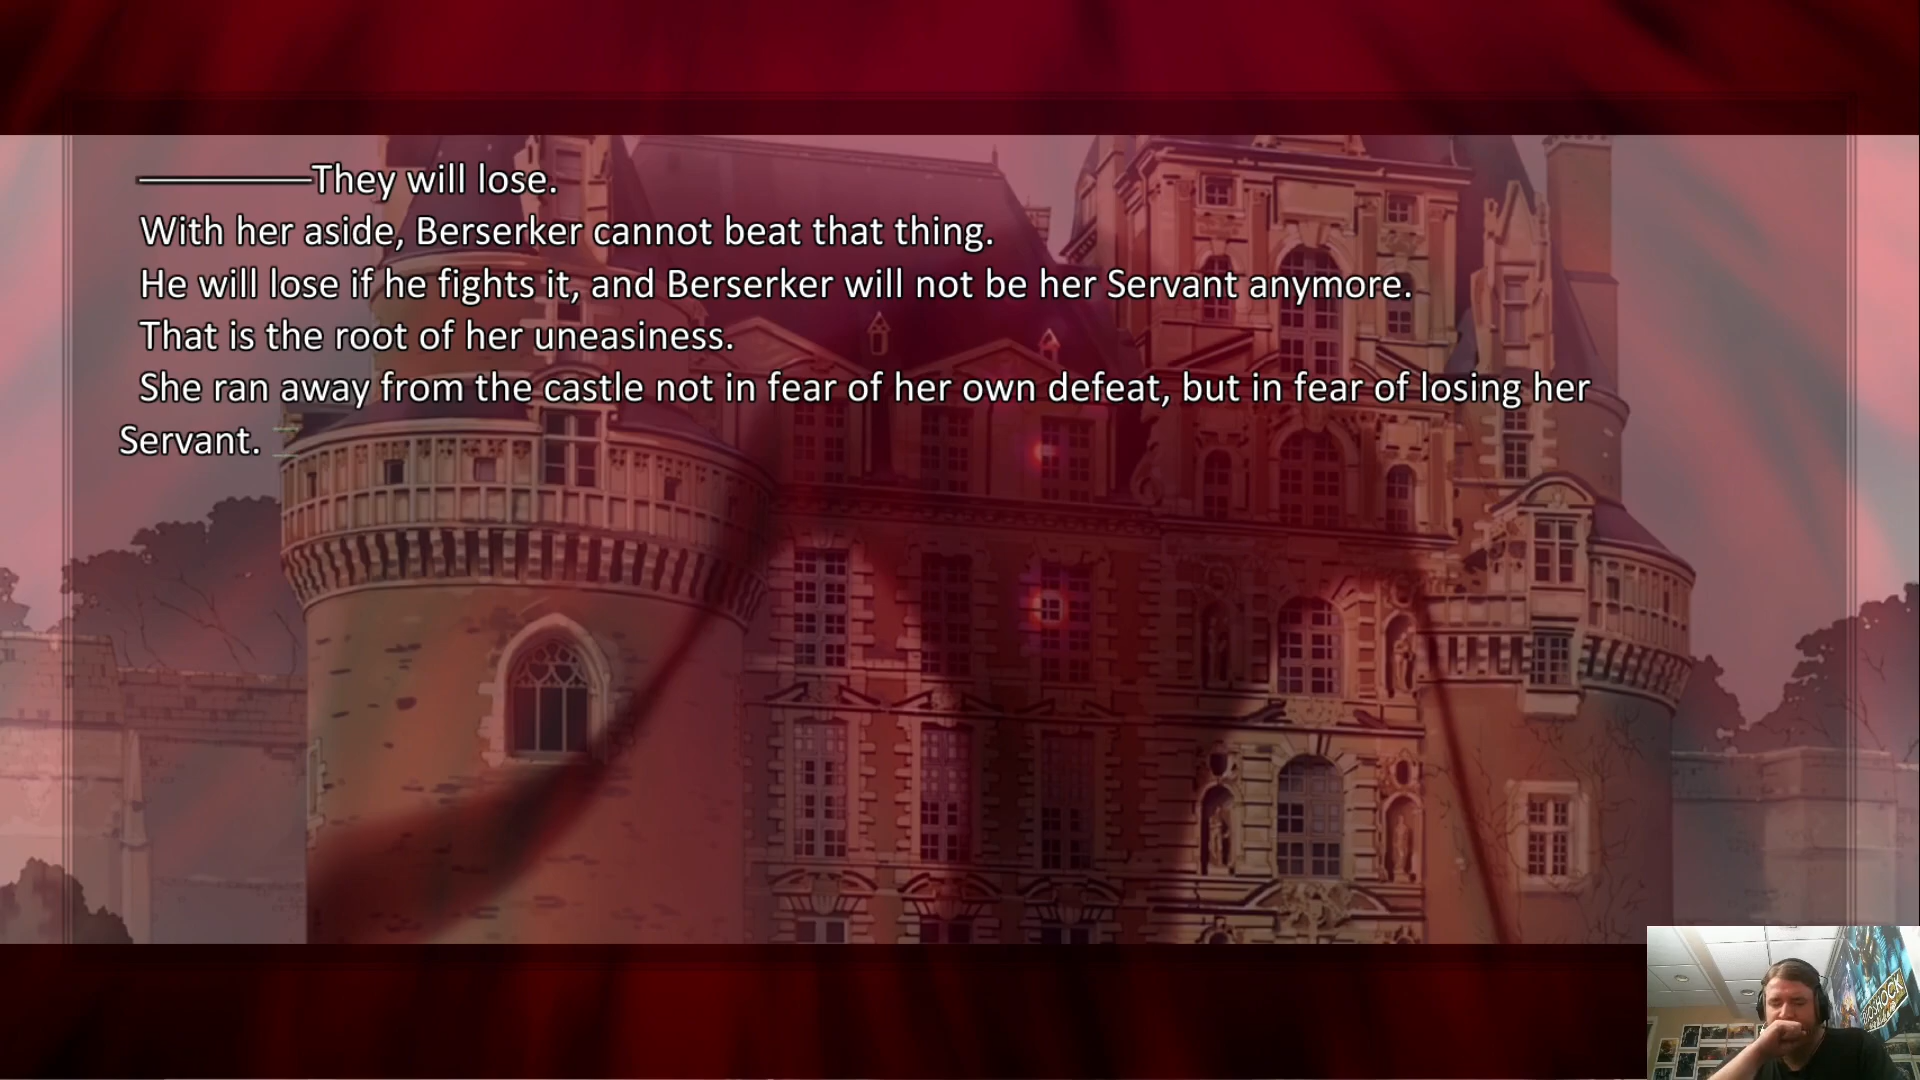 ————They will lose.
With her aside, Berserker cannot beat that thing.
He will lose if he fights it, and Berserker will not be her Servant anymore.
That is the root of her uneasiness.
She ran away from the castle not in fear of her own defeat, but in fear of losing her
Servant.
BIOSHOCK